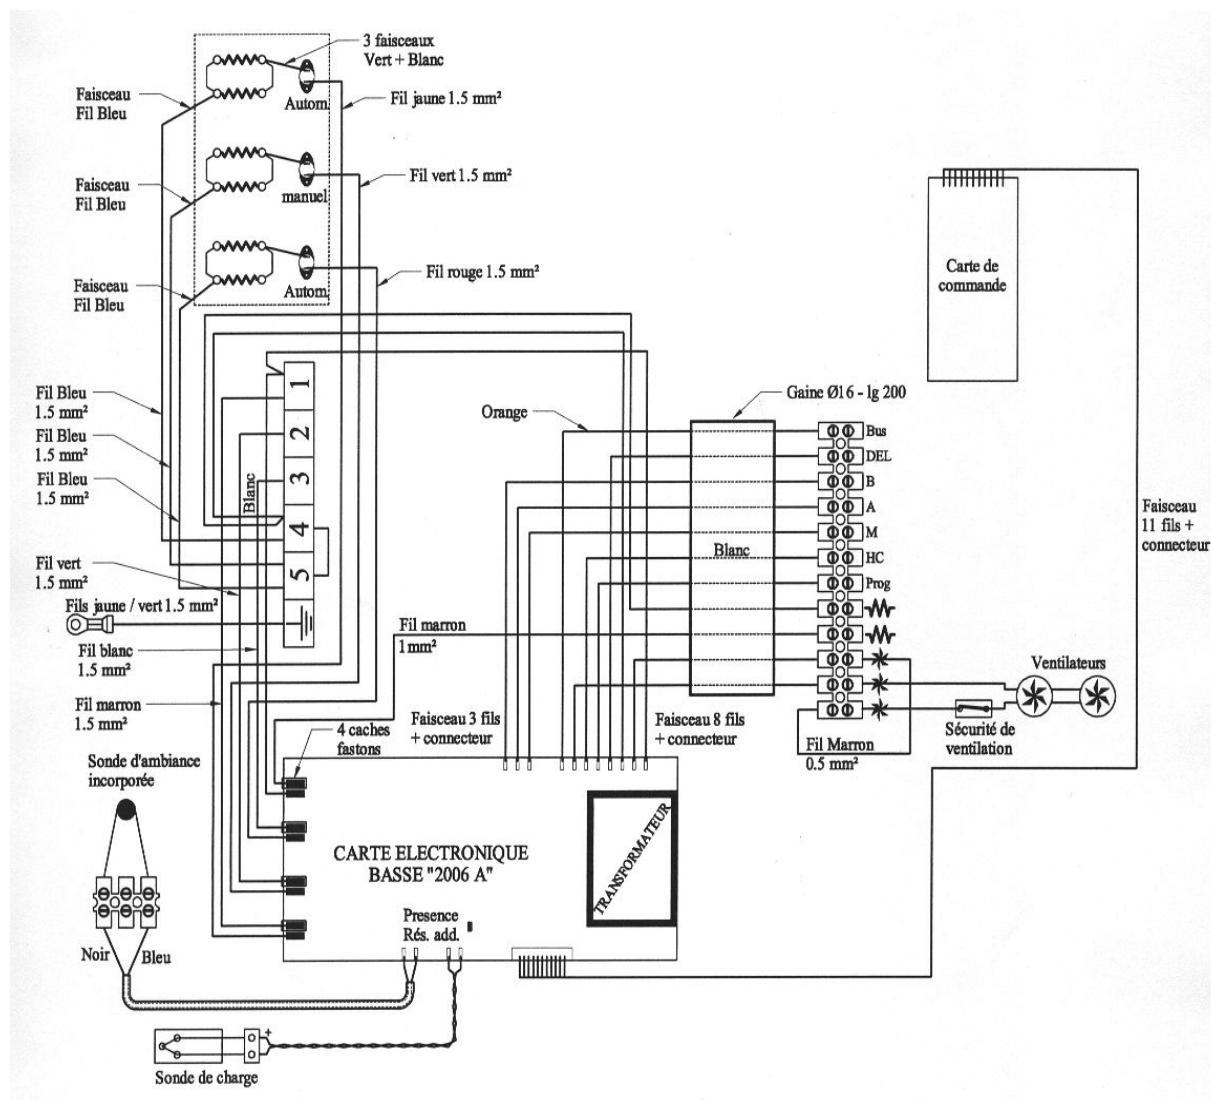 3 faisceaux
Vert + Blanc
Faisceau
Fil Bleu
Autom.
Fil jaune 1.5 mm²
Faisceau
Fil Bleu
manuel
Fil vert 1.5 mm²
Faisceau
Fil Bleu
Autom.
Fil rouge 1.5 mm²
Carte de
commande
Fil Bleu
1.5 mm²
Fil Bleu
1.5 mm²
Fil Bleu
1.5 mm²
1
2
3
4
5
Blanc
Orange
Gaine Ø16 - lg 200
Blanc
Bus
DEL
B
A
M
HC
Prog
Faisceau
11 fils +
connecteur
Fil vert
1.5 mm²
Fils jaune / vert 1.5 mm²
Fil blanc
1.5 mm²
Fil marron
1.5 mm²
Fil marron
1mm²
Faisceau 3 fils
+ connecteur
Faisceau 8 fils
+ connecteur
Ventilateurs
Sécurité de
ventilation
Fil Marron
0.5 mm²
4 caches
fastons
Sonde d'ambiance
incorporée
Noir
Bleu
CARTE ELECTRONIQUE
BASSE "2006 A"
TRANSFORMATEUR
Presence
Rés. add.
+
Sonde de charge